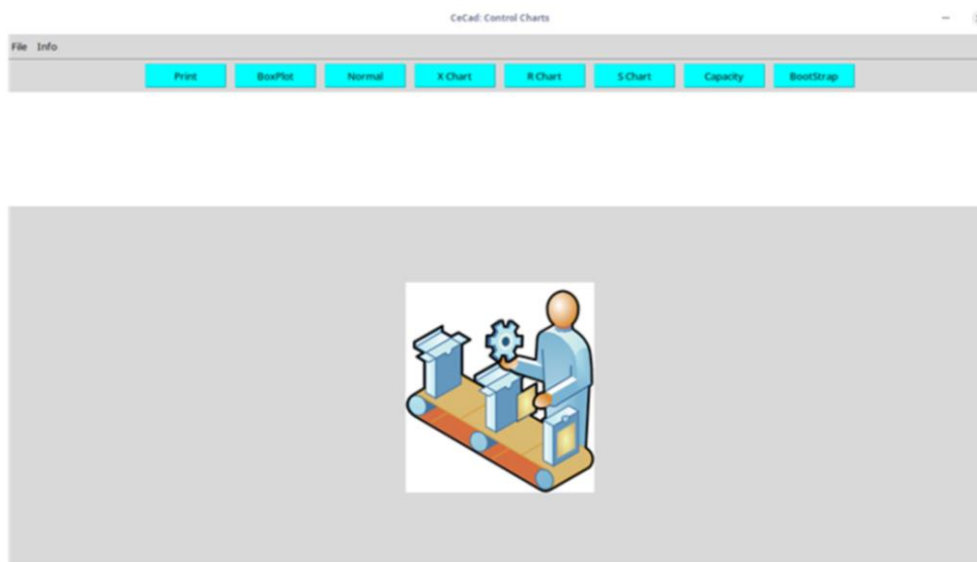 CeCad: Control Charts
File Info
Print BoxPlot Normal X Chart R Chart S Chart Capacity BootStrap